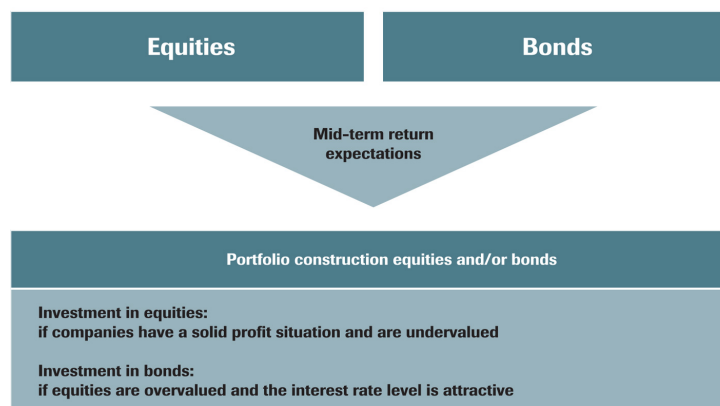 Equities
Bonds
Mid-term return
expectations
Portfolio construction equities and/or bonds
Investment in equities:
if companies have a solid profit situation and are undervalued
Investment in bonds:
if equities are overvalued and the interest rate level is attractive